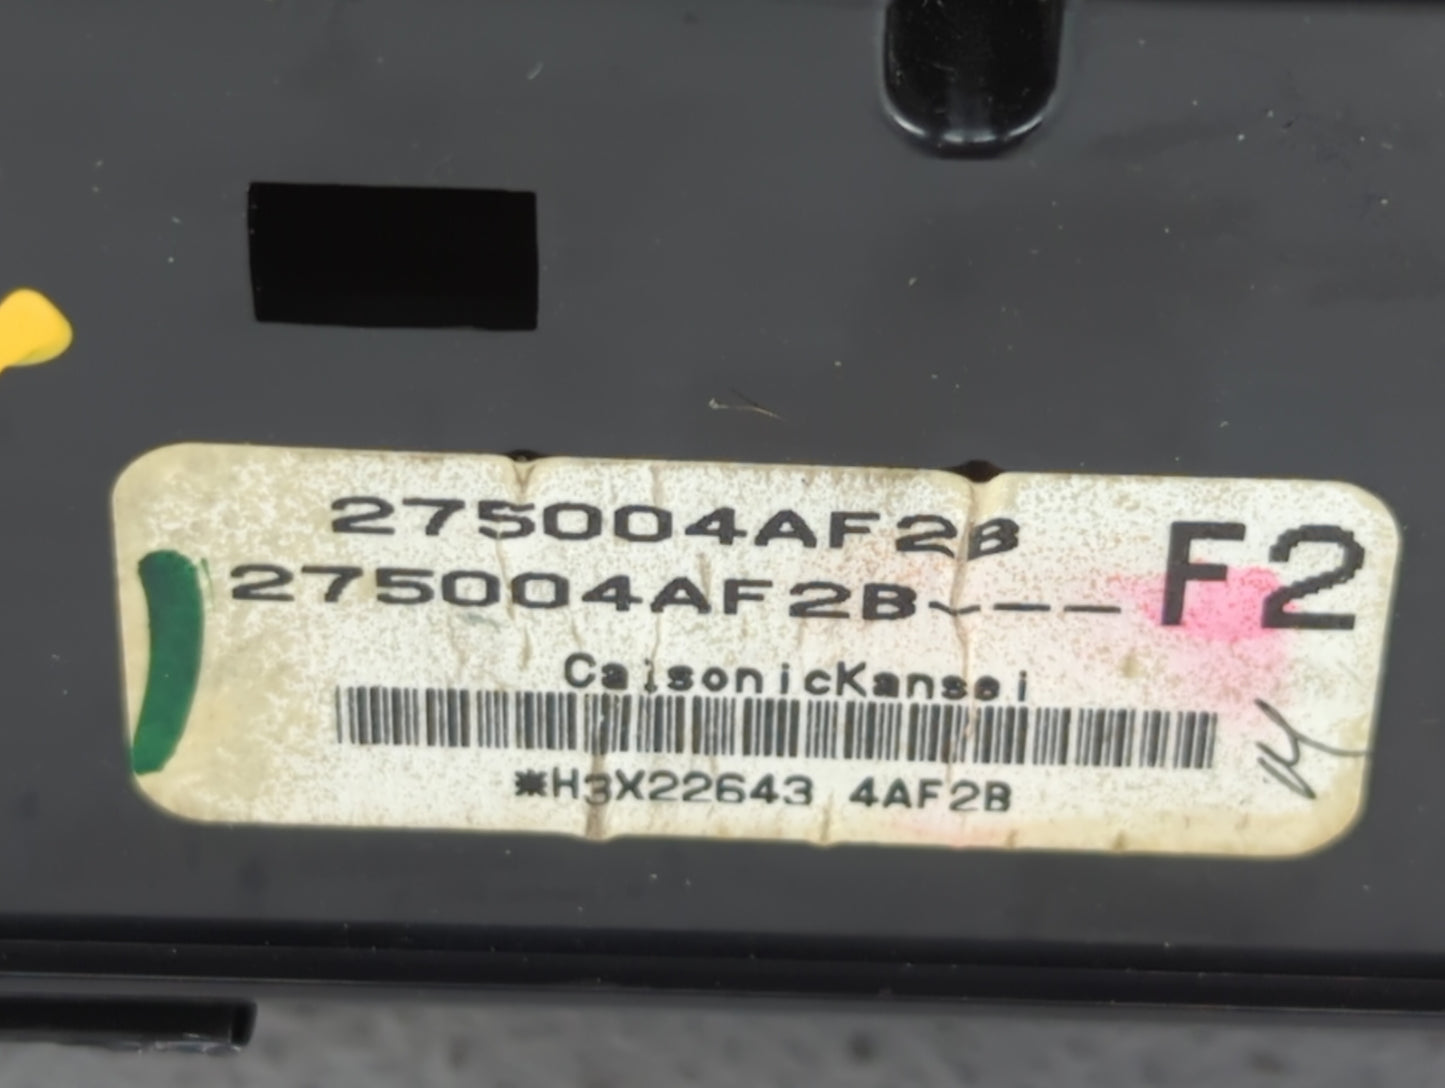 275004AF2B
275004AF2B---- F2
CalsonicKansei
*H3X22643 4AF2B